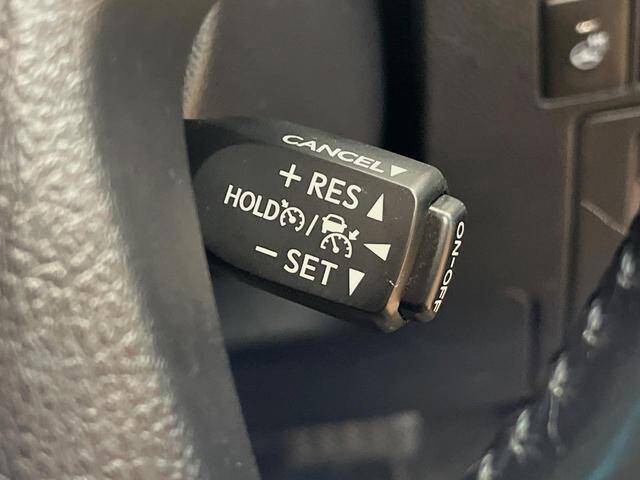 CANCEL▼
+ RES ▲
HOLD / ◀
− SET ▼
ON–OFF